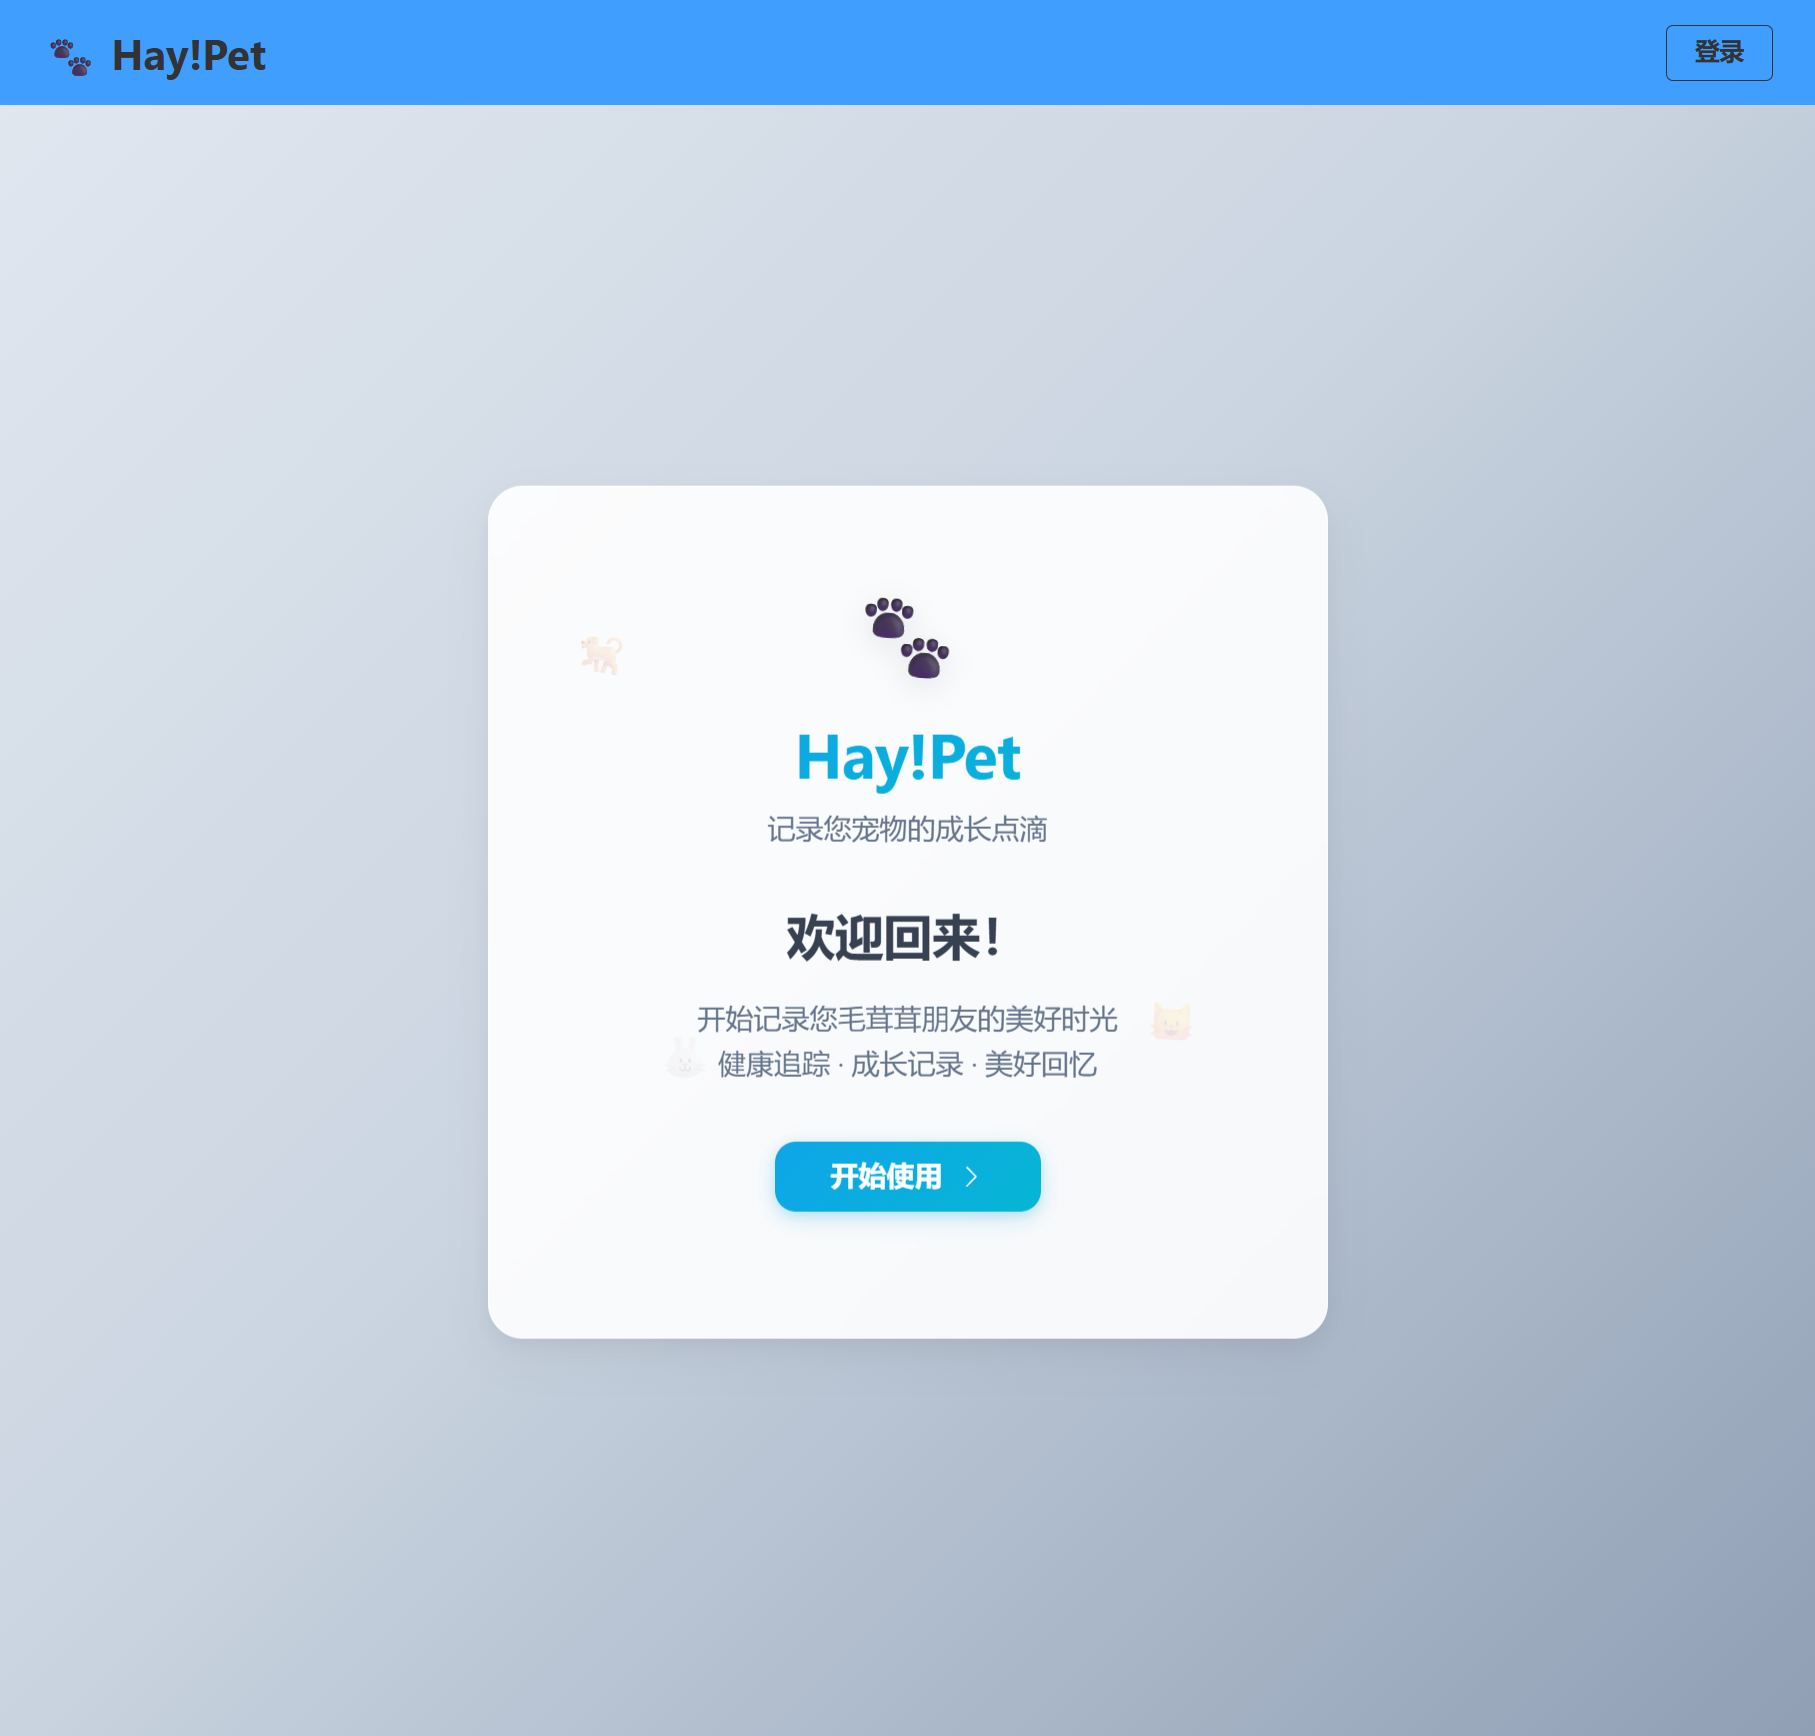 Hay!Pet
登录
Hay!Pet
记录您宠物的成长点滴
欢迎回来！
开始记录您毛茸茸朋友的美好时光
健康追踪 · 成长记录 · 美好回忆
开始使用